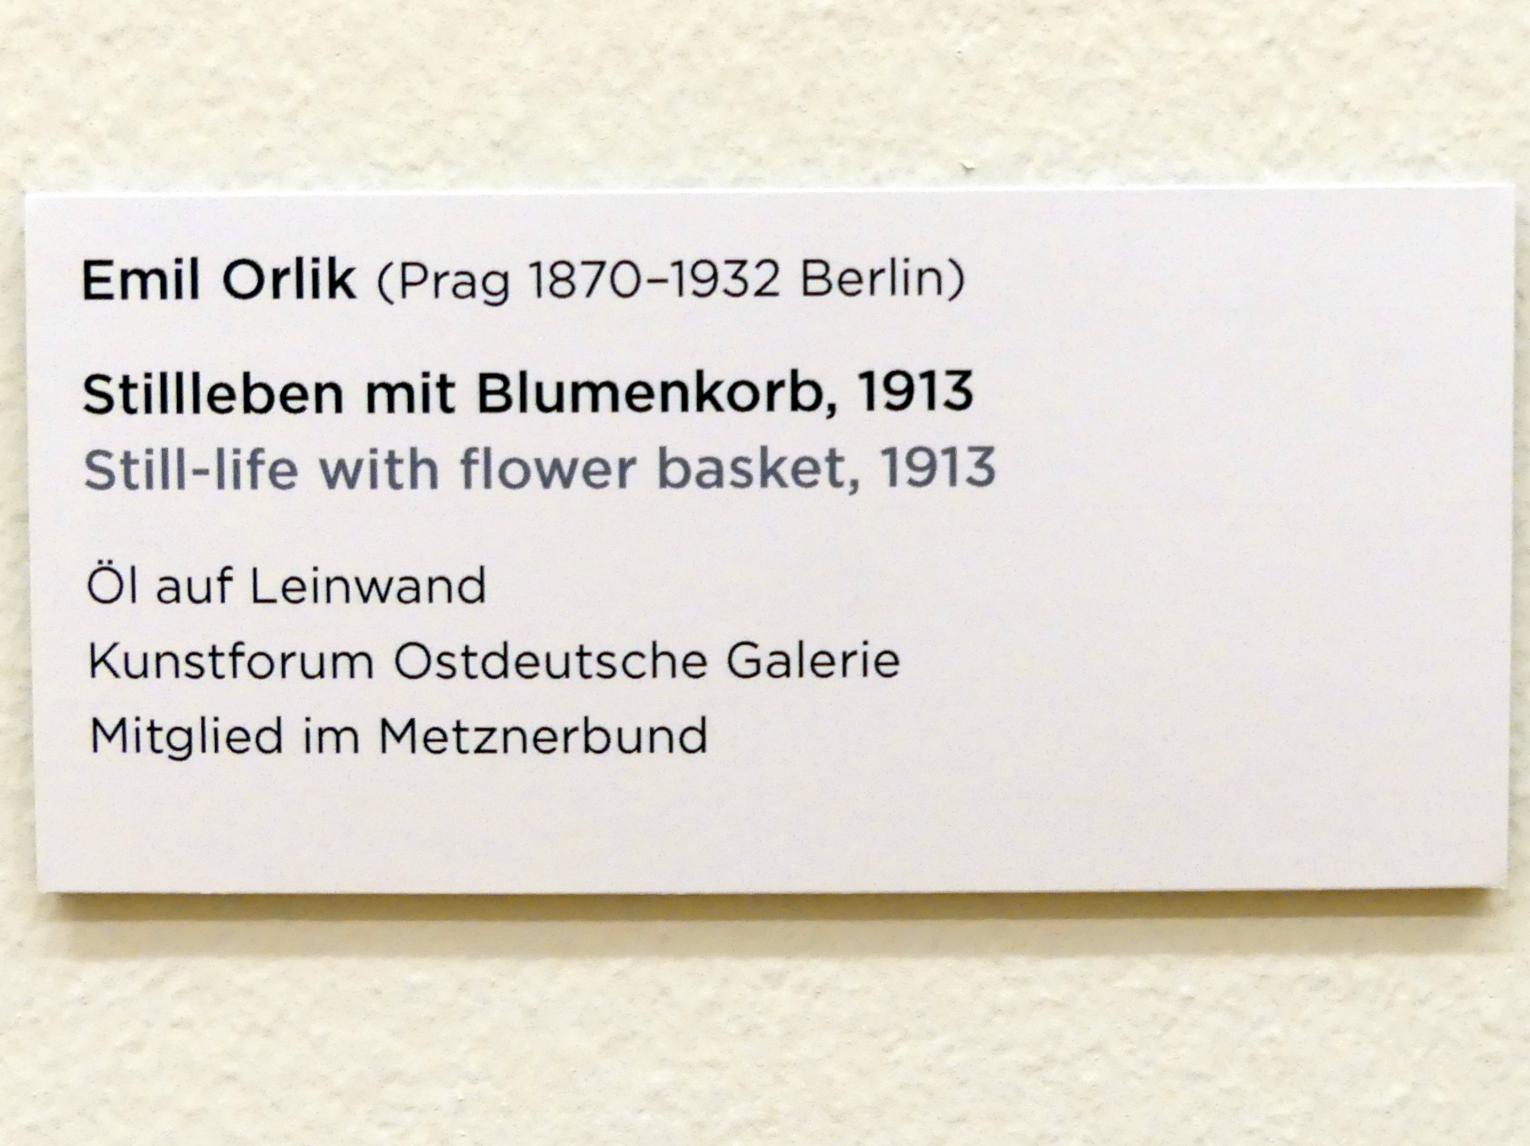 Emil Orlik (Prag 1870–1932 Berlin)
Stillleben mit Blumenkorb, 1913
Still-life with flower basket, 1913
Öl auf Leinwand
Kunstforum Ostdeutsche Galerie
Mitglied im Metznerbund